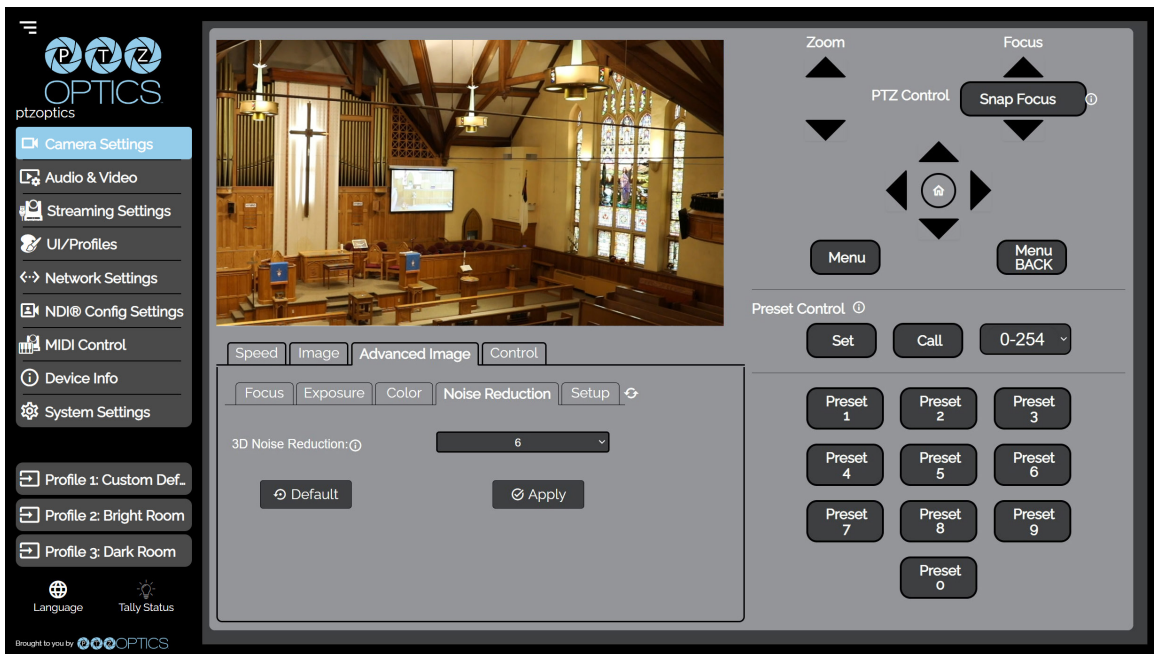 P T Z
OPTICS
ptzoptics
Camera Settings
Audio & Video
Streaming Settings
UI/Profiles
Network Settings
NDI® Config Settings
MIDI Control
Device Info
System Settings
Profile 1: Custom Def...
Profile 2: Bright Room
Profile 3: Dark Room
Language
Tally Status
Brought to you by PTZOPTICS
Speed
Image
Advanced Image
Control
Focus
Exposure
Color
Noise Reduction
Setup
3D Noise Reduction:
6
Default
Apply
Zoom
Focus
PTZ Control
Snap Focus
Menu
Menu
BACK
Preset Control
Set
Call
0-254
Preset
1
Preset
2
Preset
3
Preset
4
Preset
5
Preset
6
Preset
7
Preset
8
Preset
9
Preset
0